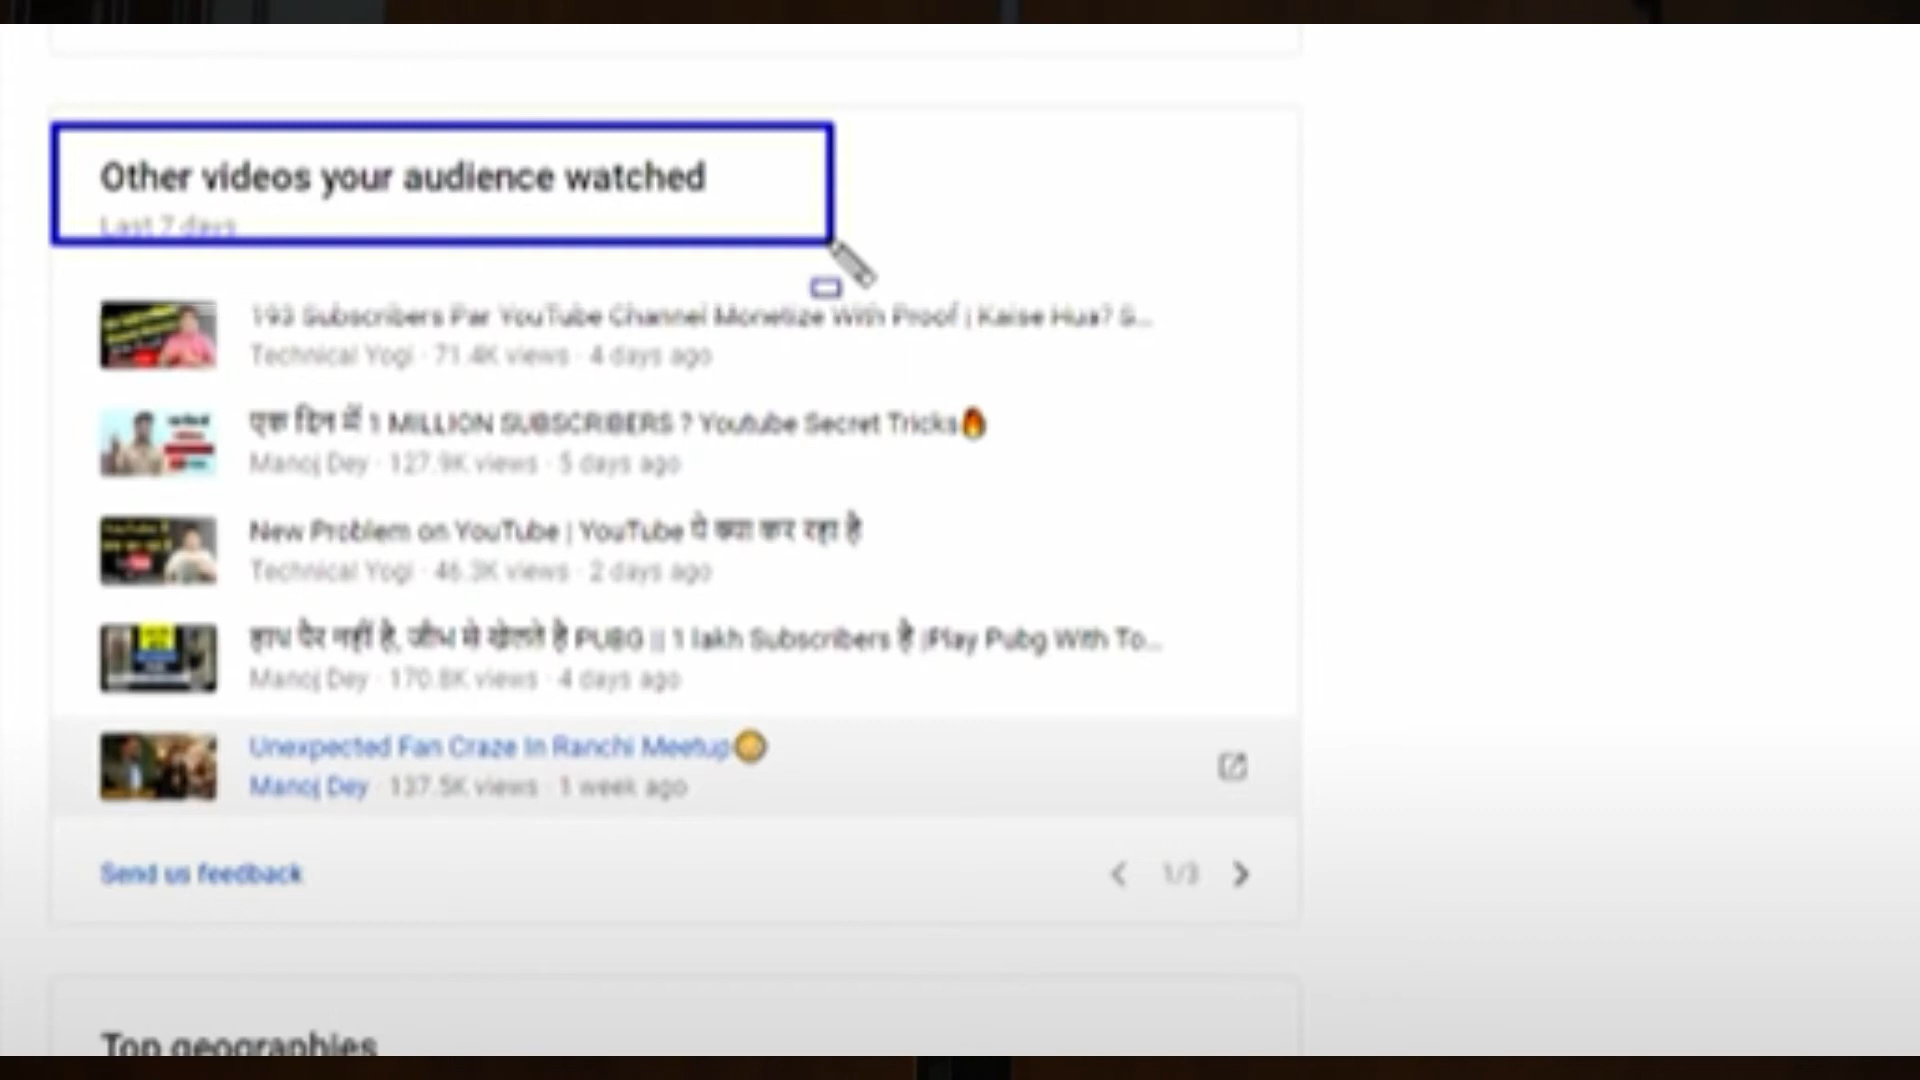 Other videos your audience watched
Last 7 days
193 Subscribers Par YouTube Channel Monetize With Proof | Kaise Hua? S...
Technical Yogi · 71.4K views · 4 days ago
एक दिन में 1 MILLION SUBSCRIBERS ? Youtube Secret Tricks🔥
Manoj Dey · 127.9K views · 5 days ago
New Problem on YouTube | YouTube ये क्या कर रहा है
Technical Yogi · 46.3K views · 2 days ago
हाथ पैर नहीं है, जीभ से खेलते है PUBG || 1 lakh Subscribers है |Play Pubg With To...
Manoj Dey · 170.8K views · 4 days ago
Unexpected Fan Craze In Ranchi Meetup
Manoj Dey · 137.5K views · 1 week ago
Send us feedback
1/3
Top geographies